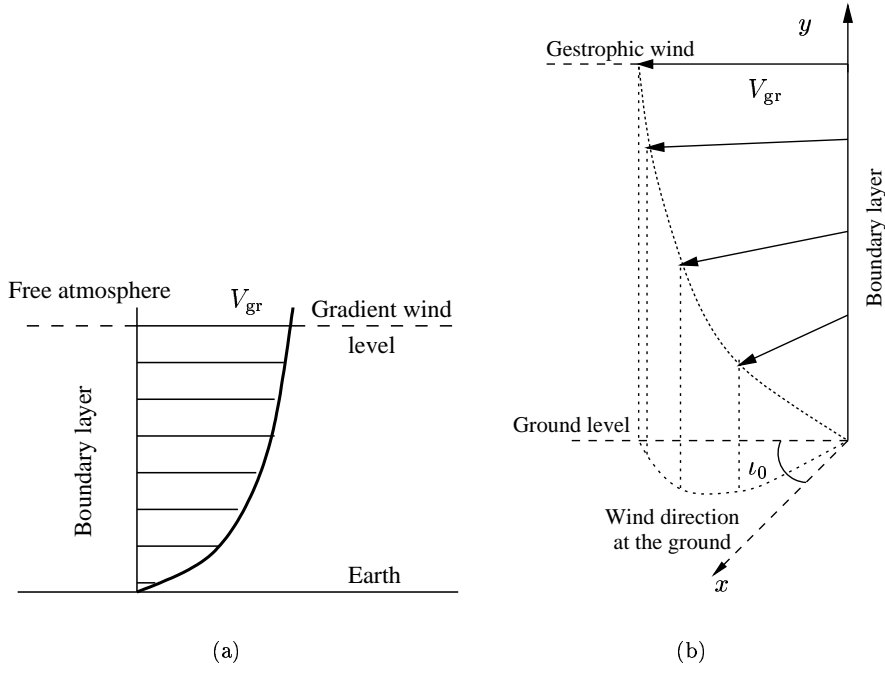 Free atmosphere
V_gr
Gradient wind
level
Boundary layer
Earth
(a)
y
Gestrophic wind
V_gr
Boundary layer
Ground level
ι_0
Wind direction
at the ground
x
(b)